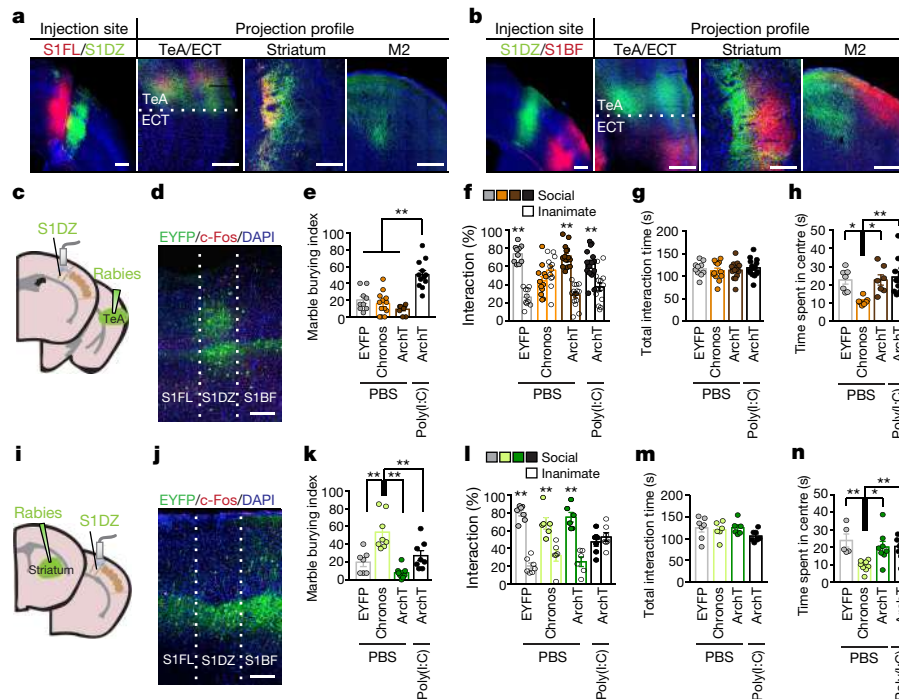 a
Injection site
Projection profile
S1FL/S1DZ
TeA/ECT
Striatum
M2
TeA
ECT
b
Injection site
Projection profile
S1DZ/S1BF
TeA/ECT
Striatum
M2
TeA
ECT
c
S1DZ
Rabies
TeA
d
EYFP/c-Fos/DAPI
S1FL
S1DZ
S1BF
e
Marble burying index
100
80
60
40
20
0
**
EYFP
Chronos
ArchT
ArchT
PBS
Poly(I:C)
f
Social
Inanimate
Interaction (%)
100
80
60
40
20
0
**
**
**
EYFP
Chronos
ArchT
ArchT
PBS
Poly(I:C)
g
Total interaction time (s)
200
150
100
50
0
EYFP
Chronos
ArchT
ArchT
PBS
Poly(I:C)
h
Time spent in centre (s)
50
40
30
20
10
0
**
*
*
EYFP
Chronos
ArchT
ArchT
PBS
Poly(I:C)
i
Rabies
S1DZ
Striatum
j
EYFP/c-Fos/DAPI
S1FL
S1DZ
S1BF
k
Marble burying index
100
80
60
40
20
0
**
**
**
EYFP
Chronos
ArchT
ArchT
PBS
Poly(I:C)
l
Social
Inanimate
Interaction (%)
100
80
60
40
20
0
**
**
**
EYFP
Chronos
ArchT
ArchT
PBS
Poly(I:C)
m
Total interaction time (s)
200
150
100
50
0
EYFP
Chronos
ArchT
ArchT
PBS
Poly(I:C)
n
Time spent in centre (s)
50
40
30
20
10
0
**
**
*
EYFP
Chronos
ArchT
ArchT
PBS
Poly(I:C)